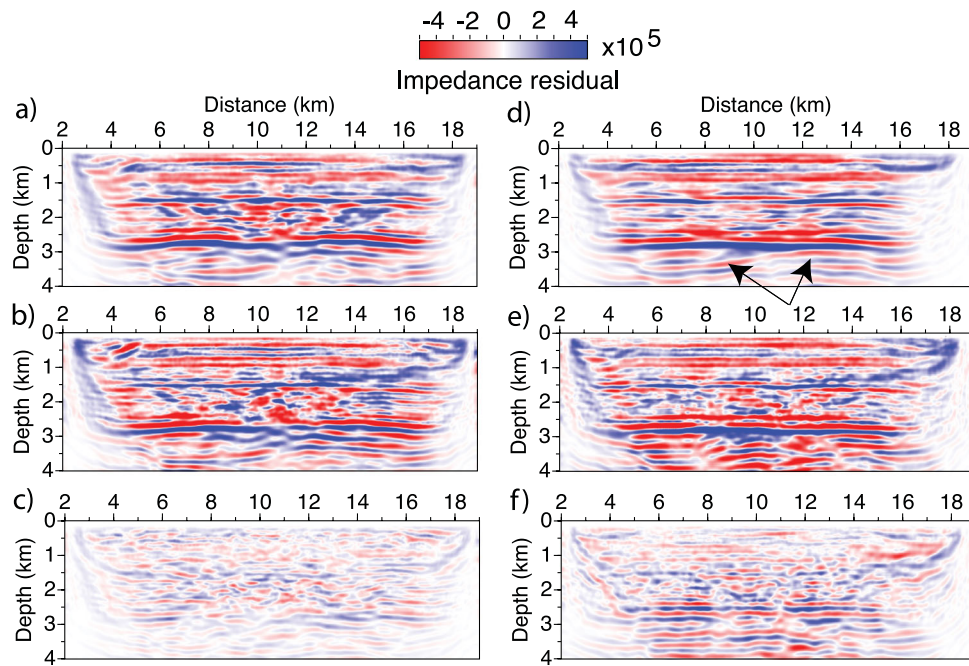 -4 -2 0 2 4 x10^5
Impedance residual
a) Distance (km) d) Distance (km)
2 4 6 8 10 12 14 16 18 2 4 6 8 10 12 14 16 18
0 0
1 1
Depth (km) Depth (km)
2 2
3 3
4 4
b) 2 4 6 8 10 12 14 16 18 e) 2 4 6 8 10 12 14 16 18
0 0
1 1
Depth (km) Depth (km)
2 2
3 3
4 4
c) 2 4 6 8 10 12 14 16 18 f) 2 4 6 8 10 12 14 16 18
0 0
1 1
Depth (km) Depth (km)
2 2
3 3
4 4